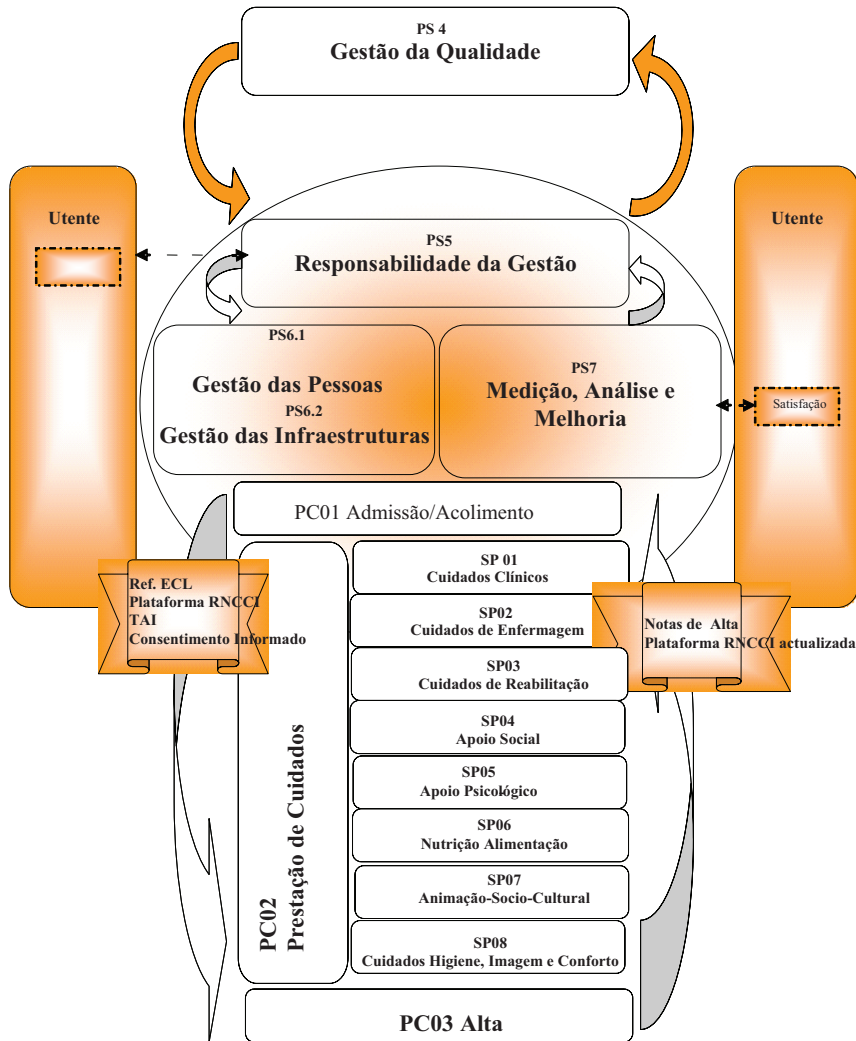 PS 4
Gestão da Qualidade
Utente
Utente
PS5
Responsabilidade da Gestão
PS6.1
Gestão das Pessoas
PS6.2
Gestão das Infraestruturas
PS7
Medição, Análise e
Melhoria
Satisfação
PC01 Admissão/Acolimento
Ref. ECL
Plataforma RNCCI
TAI
Consentimento Informado
PC02
Prestação de Cuidados
SP 01
Cuidados Clínicos
SP02
Cuidados de Enfermagem
SP03
Cuidados de Reabilitação
SP04
Apoio Social
SP05
Apoio Psicológico
SP06
Nutrição Alimentação
SP07
Animação-Socio-Cultural
SP08
Cuidados Higiene, Imagem e Conforto
Notas de Alta
Plataforma RNCCI actualizada
PC03 Alta